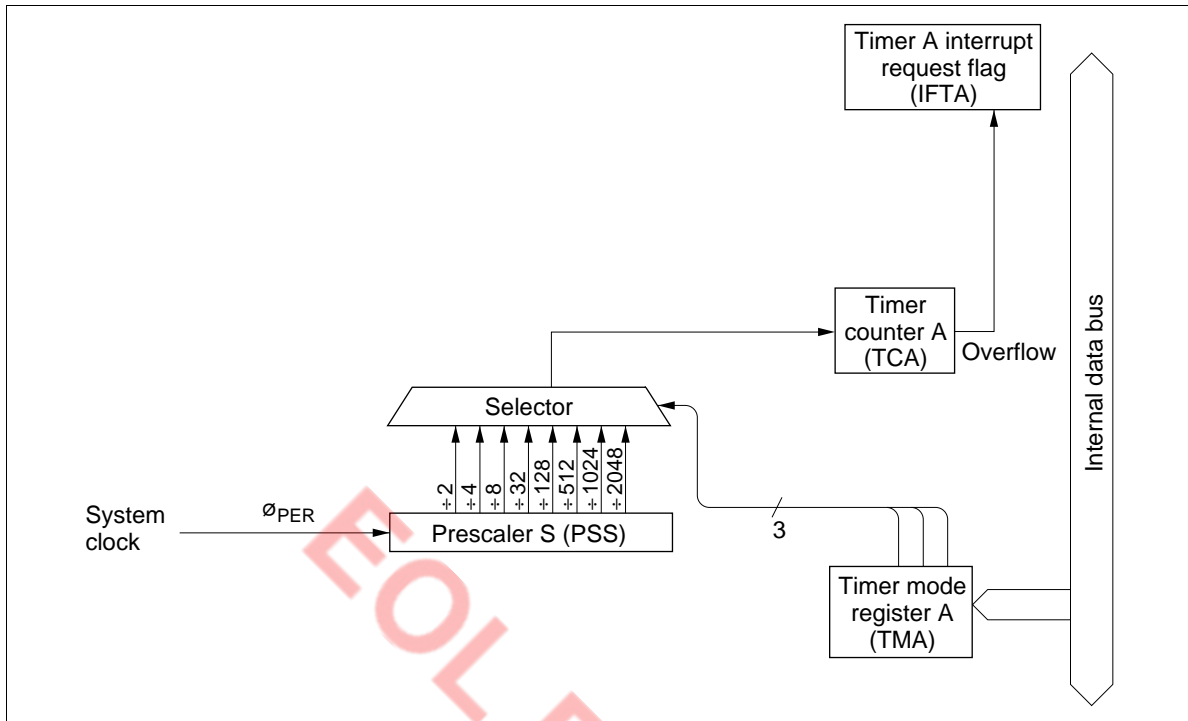 Timer A interrupt
request flag
(IFTA)
Timer
counter A
(TCA)
Overflow
Internal data bus
Selector
÷2
÷4
÷8
÷32
÷128
÷512
÷1024
÷2048
System
clock
øPER
Prescaler S (PSS)
3
Timer mode
register A
(TMA)
EOL